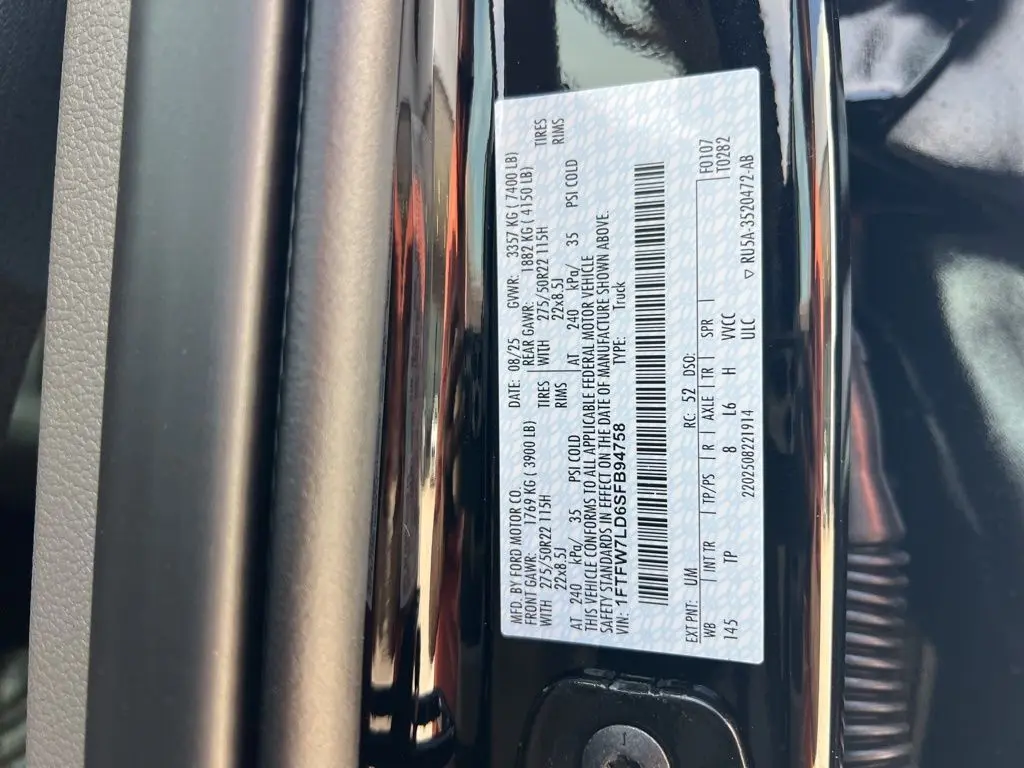 MFD. BY FORD MOTOR CO.
DATE: 08/25 GVWR: 3357 KG ( 7400 LB)
FRONT GAWR: 1769 KG ( 3900 LB) REAR GAWR: 1882 KG ( 4150 LB)
WITH 275/50R22 115H TIRES WITH 275/50R22 115H TIRES
22x8.5J RIMS 22x8.5J RIMS
AT 240 kPa/ 35 PSI COLD AT 240 kPa/ 35 PSI COLD
THIS VEHICLE CONFORMS TO ALL APPLICABLE FEDERAL MOTOR VEHICLE
SAFETY STANDARDS IN EFFECT ON THE DATE OF MANUFACTURE SHOWN ABOVE.
VIN: 1FTFW7LD6SFB94758 TYPE: Truck
EXT PNT: UM RC: 52 DSO: F0107
WB INT TR TP/PS R AXLE TR SPR T0282
145 TP 8 L6 H VVCC
2202508221914 ULC ▽ RU5A-3520472-AB